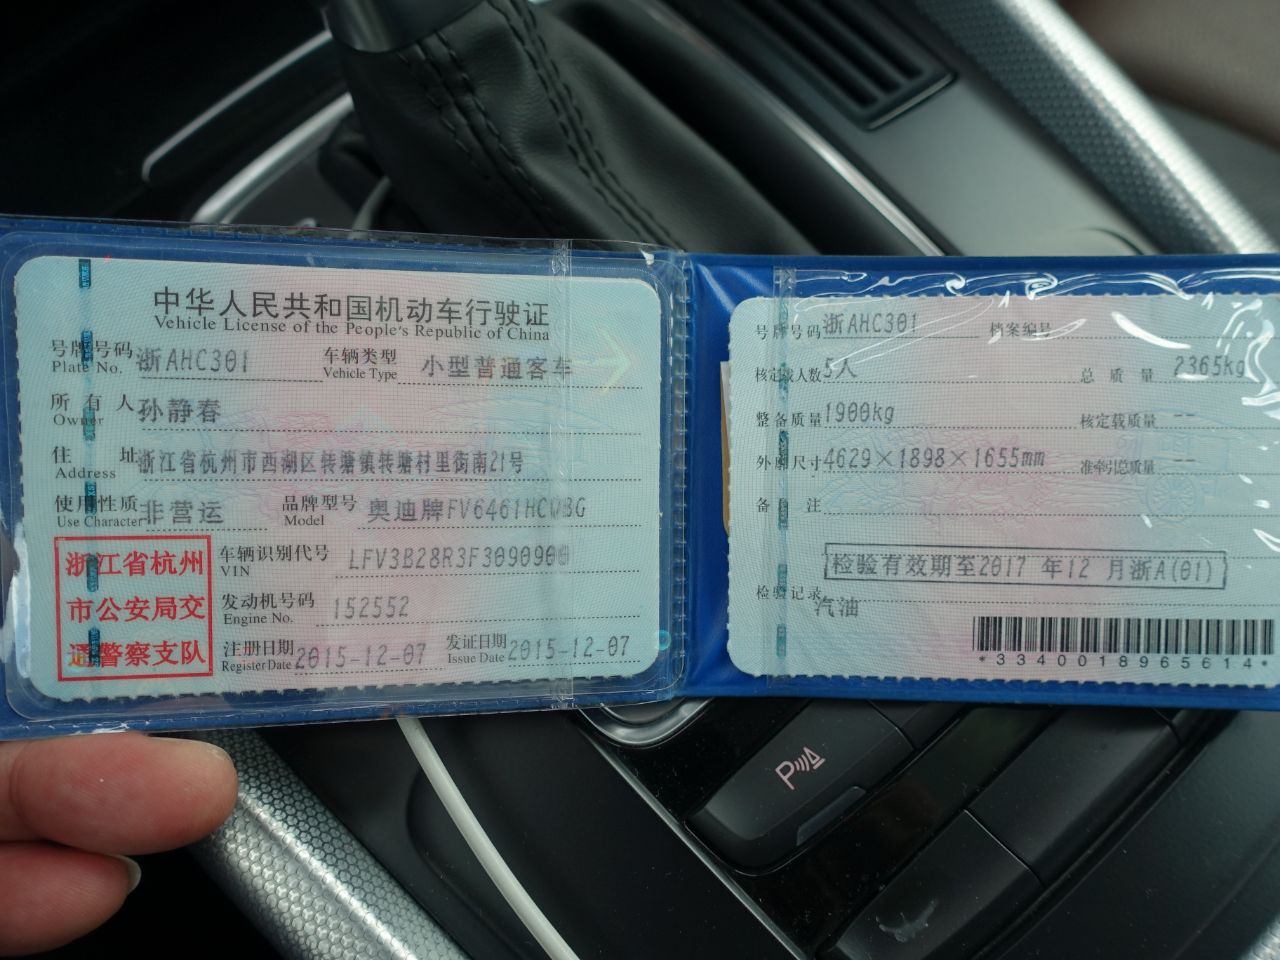 中华人民共和国机动车行驶证
Vehicle License of the People's Republic of China
号牌号码 浙AHC301 车辆类型 小型普通客车
Plate No. Vehicle Type
所有人 孙静春
Owner
住址 浙江省杭州市西湖区转塘镇转塘村里街南21号
Address
使用性质 非营运 品牌型号 奥迪牌FV6461HCWBG
Use Character Model
浙江省杭州
市公安局交
通警察支队
车辆识别代号 LFV3B28R3F3090900
VIN
发动机号码 152552
Engine No.
注册日期 2015-12-07 发证日期 2015-12-07
Register Date Issue Date
号牌号码 浙AHC301 档案编号
核定载人数 5人 总质量 2365kg
整备质量 1900kg 核定载质量 --
外廓尺寸 4629×1898×1655mm 准牵引总质量 --
备注
检验有效期至2017 年12 月浙A(01)
检验记录
汽油
*3340018965614*
P